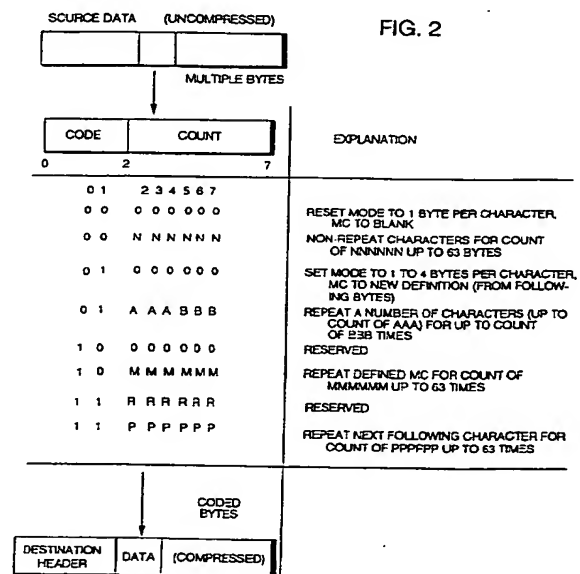 SCURCE DATA (UNCOMPRESSED)
FIG. 2
MULTIPLE BYTES
CODE COUNT
EXPLANATION
0 2 7
0 1 2 3 4 5 6 7
0 0 0 0 0 0 0 0
RESET MODE TO 1 BYTE PER CHARACTER,
MC TO BLANK
0 0 N N N N N N
NON-REPEAT CHARACTERS FOR COUNT
OF NNNNNN UP TO 63 BYTES
0 1 0 0 0 0 0 0
SET MODE TO 1 TO 4 BYTES PER CHARACTER,
MC TO NEW DEFINITION (FROM FOLLOW-
ING BYTES)
0 1 A A A B B B
REPEAT A NUMBER OF CHARACTERS (UP TO
COUNT OF AAA) FOR UP TO COUNT
OF BBB TIMES
1 0 0 0 0 0 0 0
RESERVED
1 0 M M M M M M
REPEAT DEFINED MC FOR COUNT OF
MMMMMM UP TO 63 TIMES
1 1 R R R R R R
RESERVED
1 1 P P P P P P
REPEAT NEXT FOLLOWING CHARACTER FOR
COUNT OF PPPFPP UP TO 63 TIMES
CODED
BYTES
DESTINATION
HEADER
DATA (COMPRESSED)